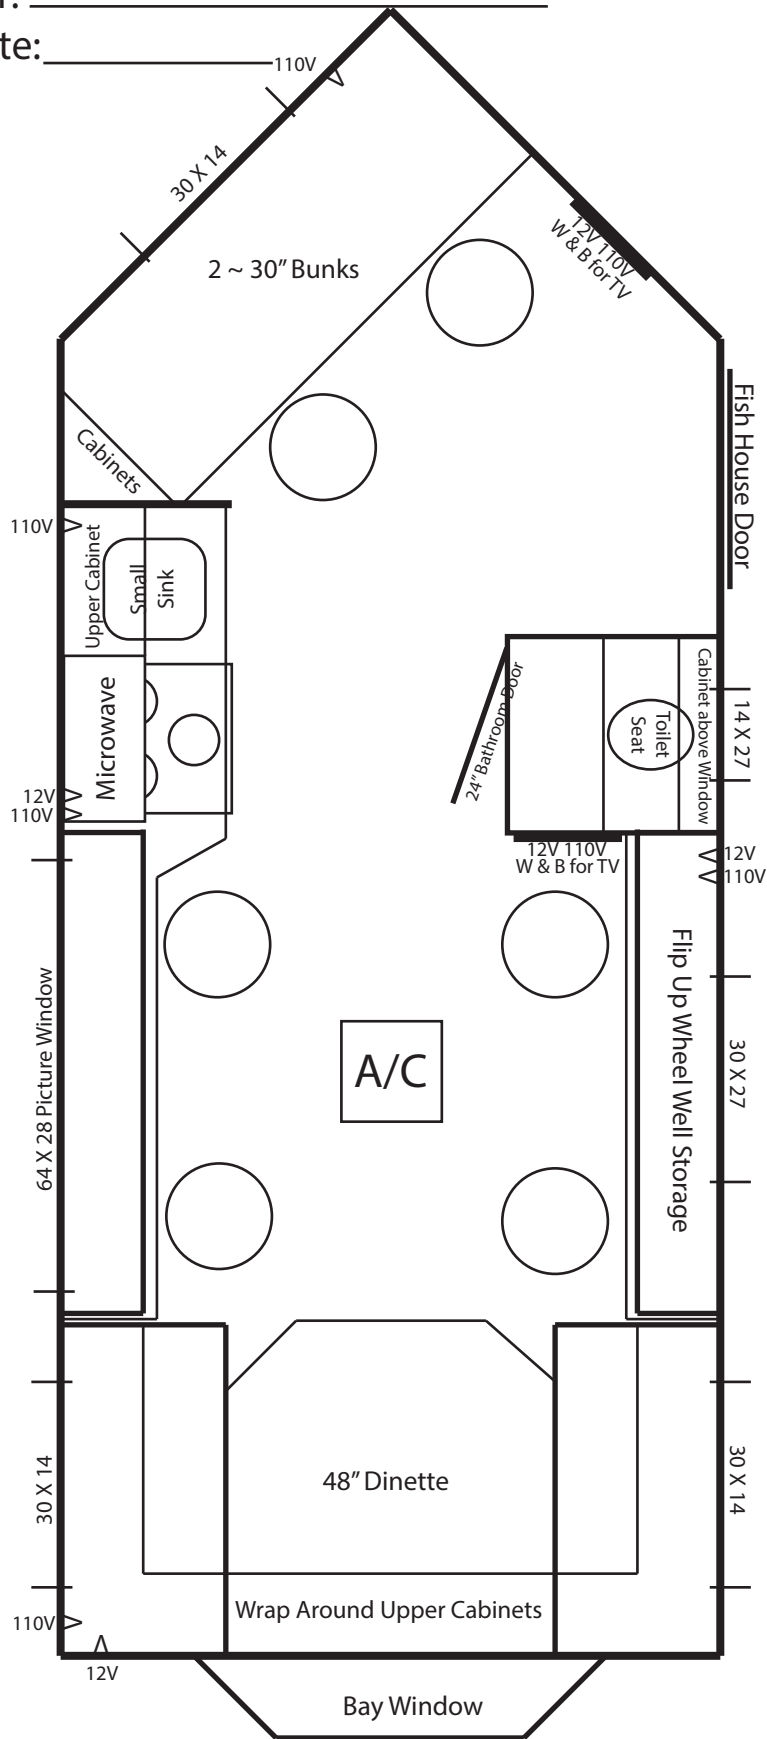 r:
te:
110V
30 X 14
12V 110V
W & B for TV
2 ~ 30" Bunks
Fish House Door
Cabinets
110V
Upper Cabinet
Small
Sink
Microwave
12V
110V
24" Bathroom Door
Toilet
Seat
Cabinet above Window
14 X 27
12V 110V
W & B for TV
12V
110V
64 X 28 Picture Window
Flip Up Wheel Well Storage
30 X 27
A/C
30 X 14
48" Dinette
30 X 14
Wrap Around Upper Cabinets
110V
12V
Bay Window